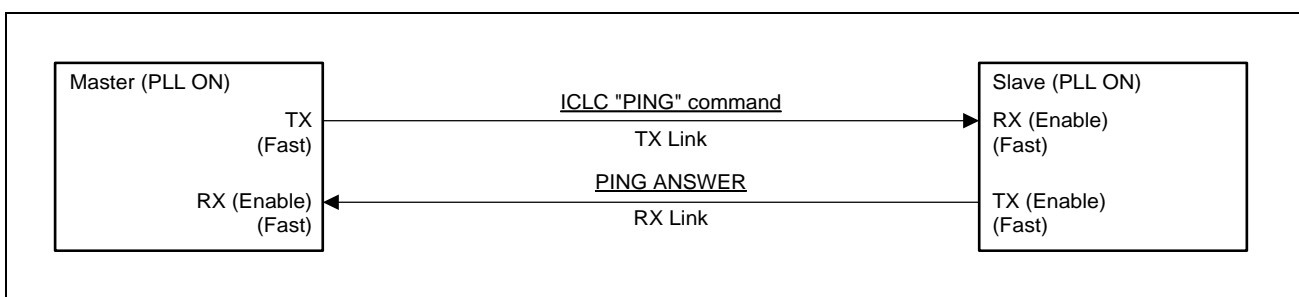 Master (PLL ON)
TX
(Fast)
RX (Enable)
(Fast)
ICLC "PING" command
TX Link
PING ANSWER
RX Link
Slave (PLL ON)
RX (Enable)
(Fast)
TX (Enable)
(Fast)